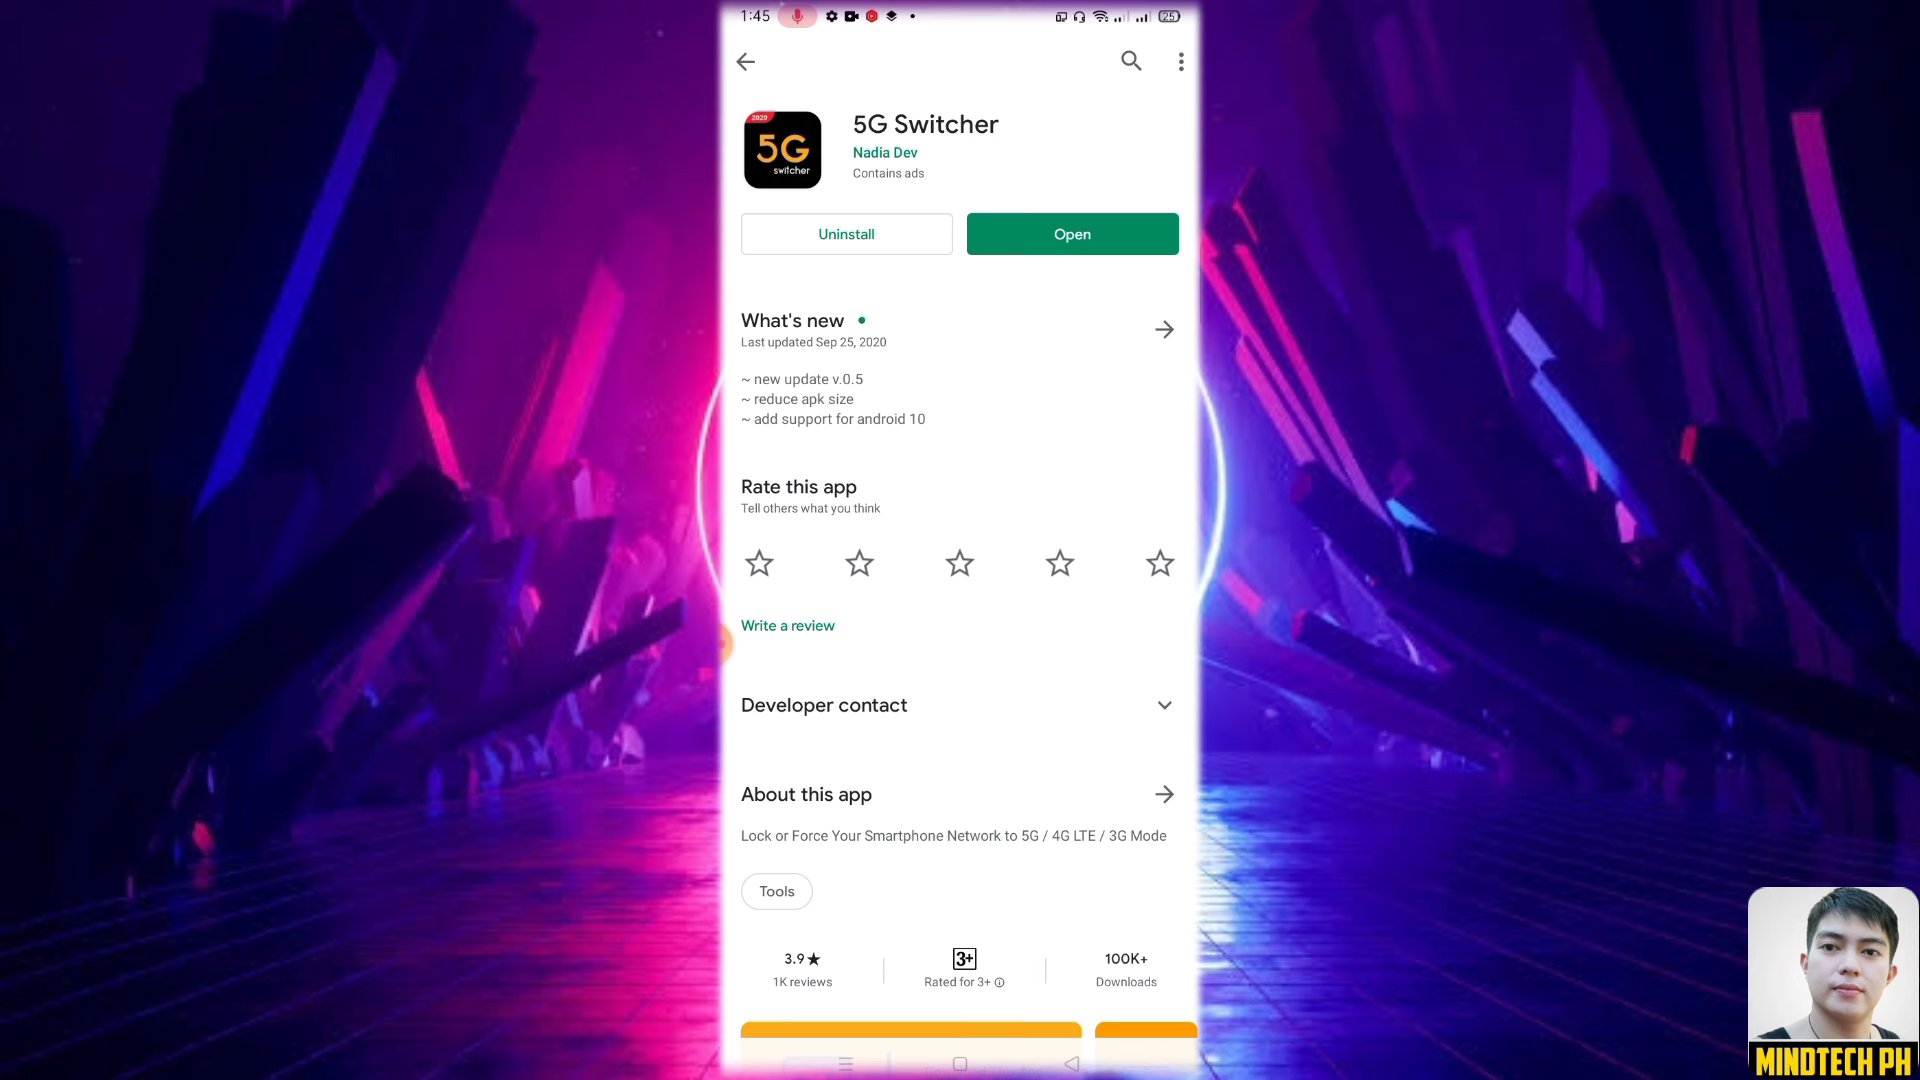 1:45
25
2020
5G
switcher
5G Switcher
Nadia Dev
Contains ads
Uninstall
Open
What's new
Last updated Sep 25, 2020
~ new update v.0.5
~ reduce apk size
~ add support for android 10
Rate this app
Tell others what you think
Write a review
Developer contact
About this app
Lock or Force Your Smartphone Network to 5G / 4G LTE / 3G Mode
Tools
3.9★
1K reviews
3+
Rated for 3+
100K+
Downloads
MINDTECH PH